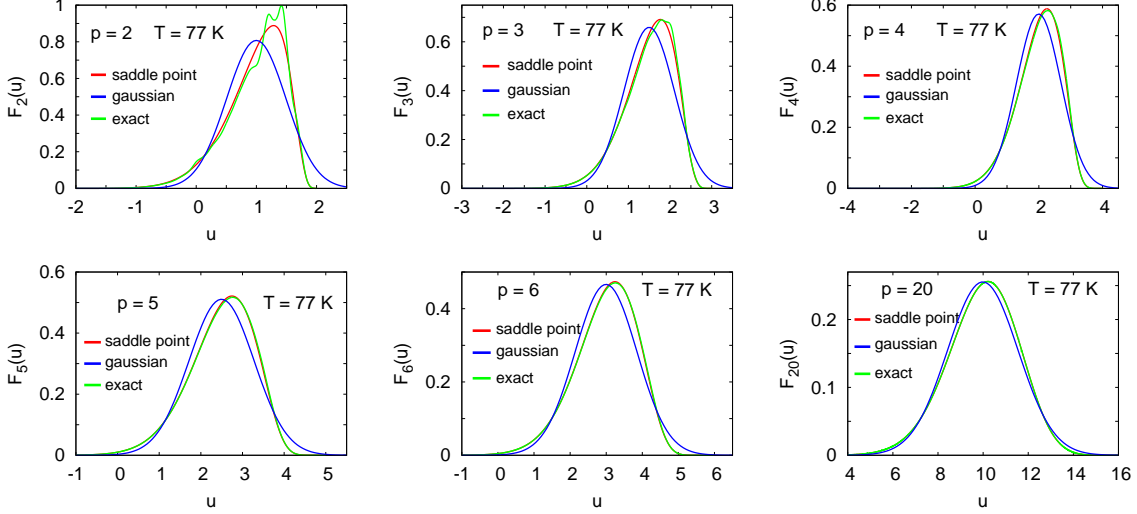 p = 2 T = 77 K
saddle point
gaussian
exact
F2(u)
1
0.8
0.6
0.4
0.2
0
-2 -1 0 1 2
u
p = 3 T = 77 K
saddle point
gaussian
exact
F3(u)
0.6
0.4
0.2
0
-3 -2 -1 0 1 2 3
u
p = 4 T = 77 K
saddle point
gaussian
exact
F4(u)
0.6
0.4
0.2
0
-4 -2 0 2 4
u
p = 5 T = 77 K
saddle point
gaussian
exact
F5(u)
0.6
0.4
0.2
0
-1 0 1 2 3 4 5
u
p = 6 T = 77 K
saddle point
gaussian
exact
F6(u)
0.4
0.2
0
-1 0 1 2 3 4 5 6
u
p = 20 T = 77 K
saddle point
gaussian
exact
F20(u)
0.2
0.1
0
4 6 8 10 12 14 16
u